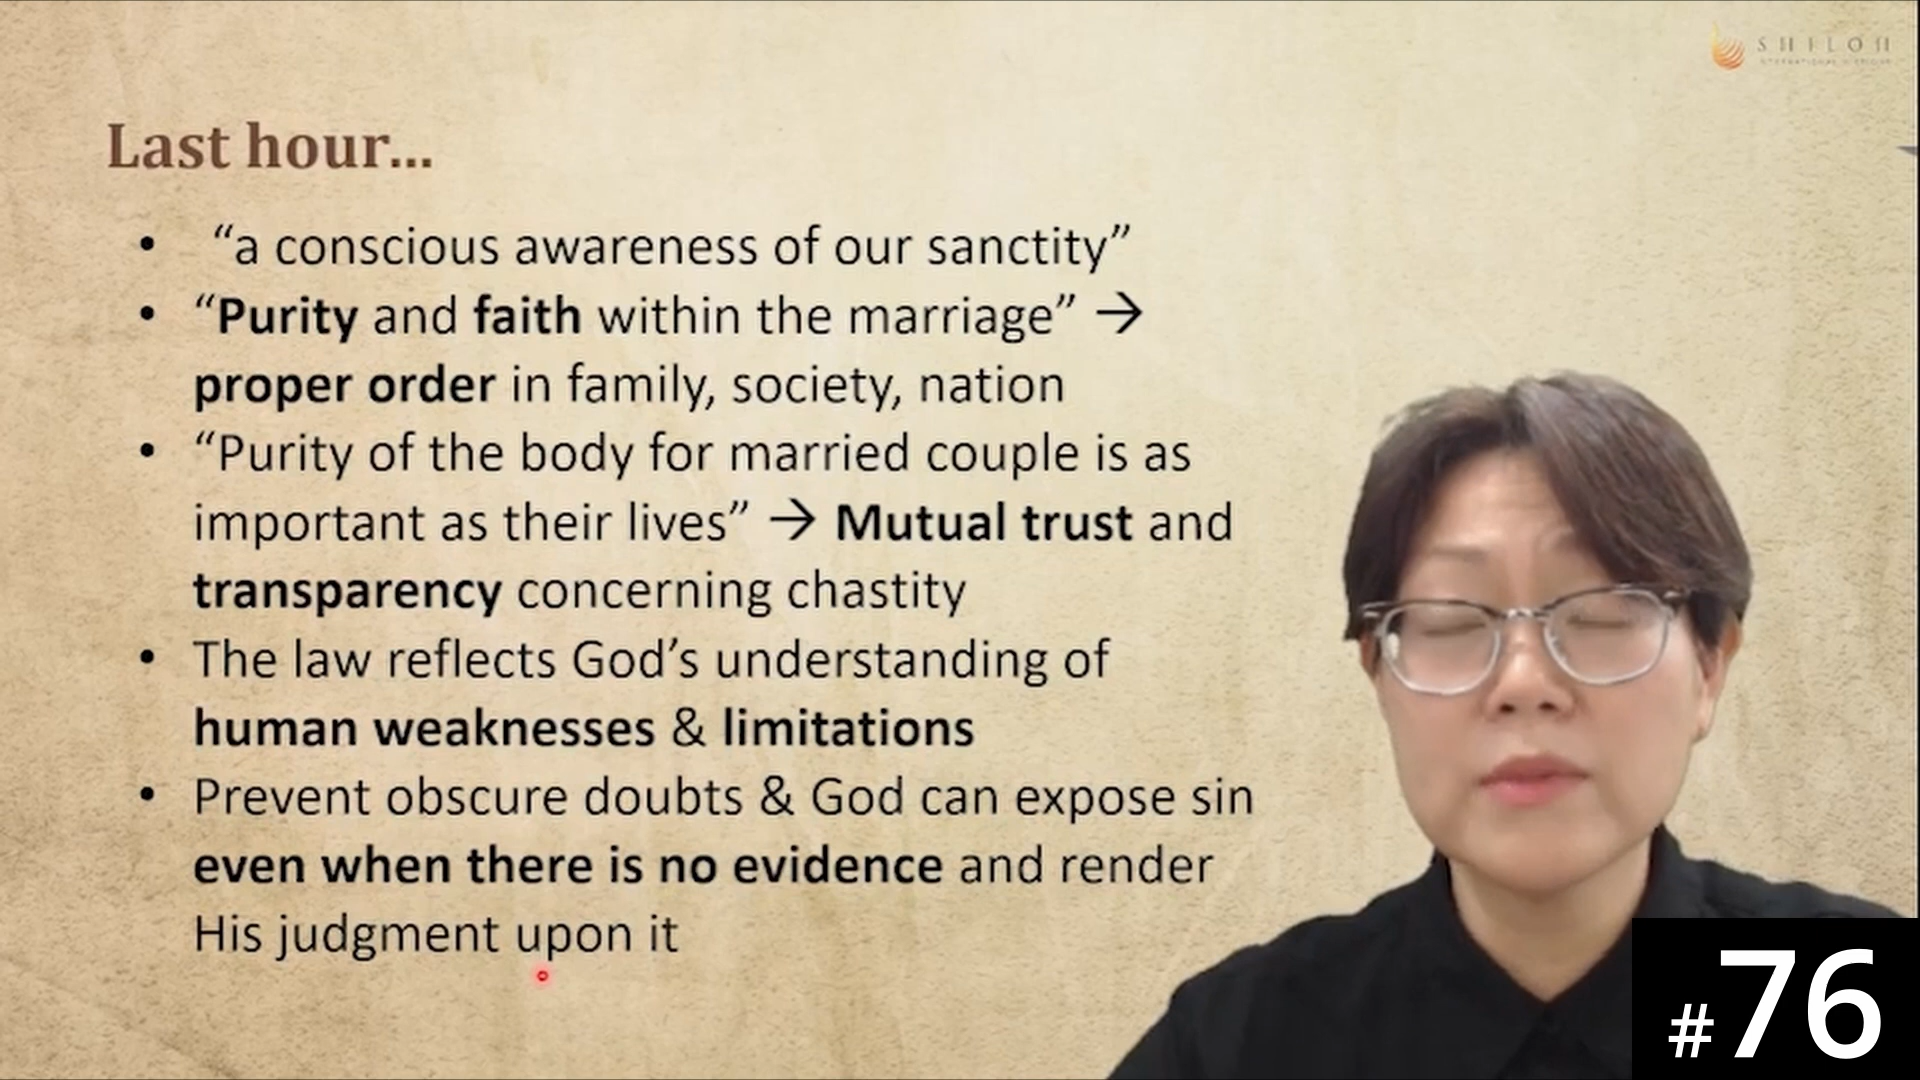 SHILOH
Last hour...
• “a conscious awareness of our sanctity”
• “Purity and faith within the marriage” →
proper order in family, society, nation
• “Purity of the body for married couple is as
important as their lives” → Mutual trust and
transparency concerning chastity
• The law reflects God’s understanding of
human weaknesses & limitations
• Prevent obscure doubts & God can expose sin
even when there is no evidence and render
His judgment upon it
#76